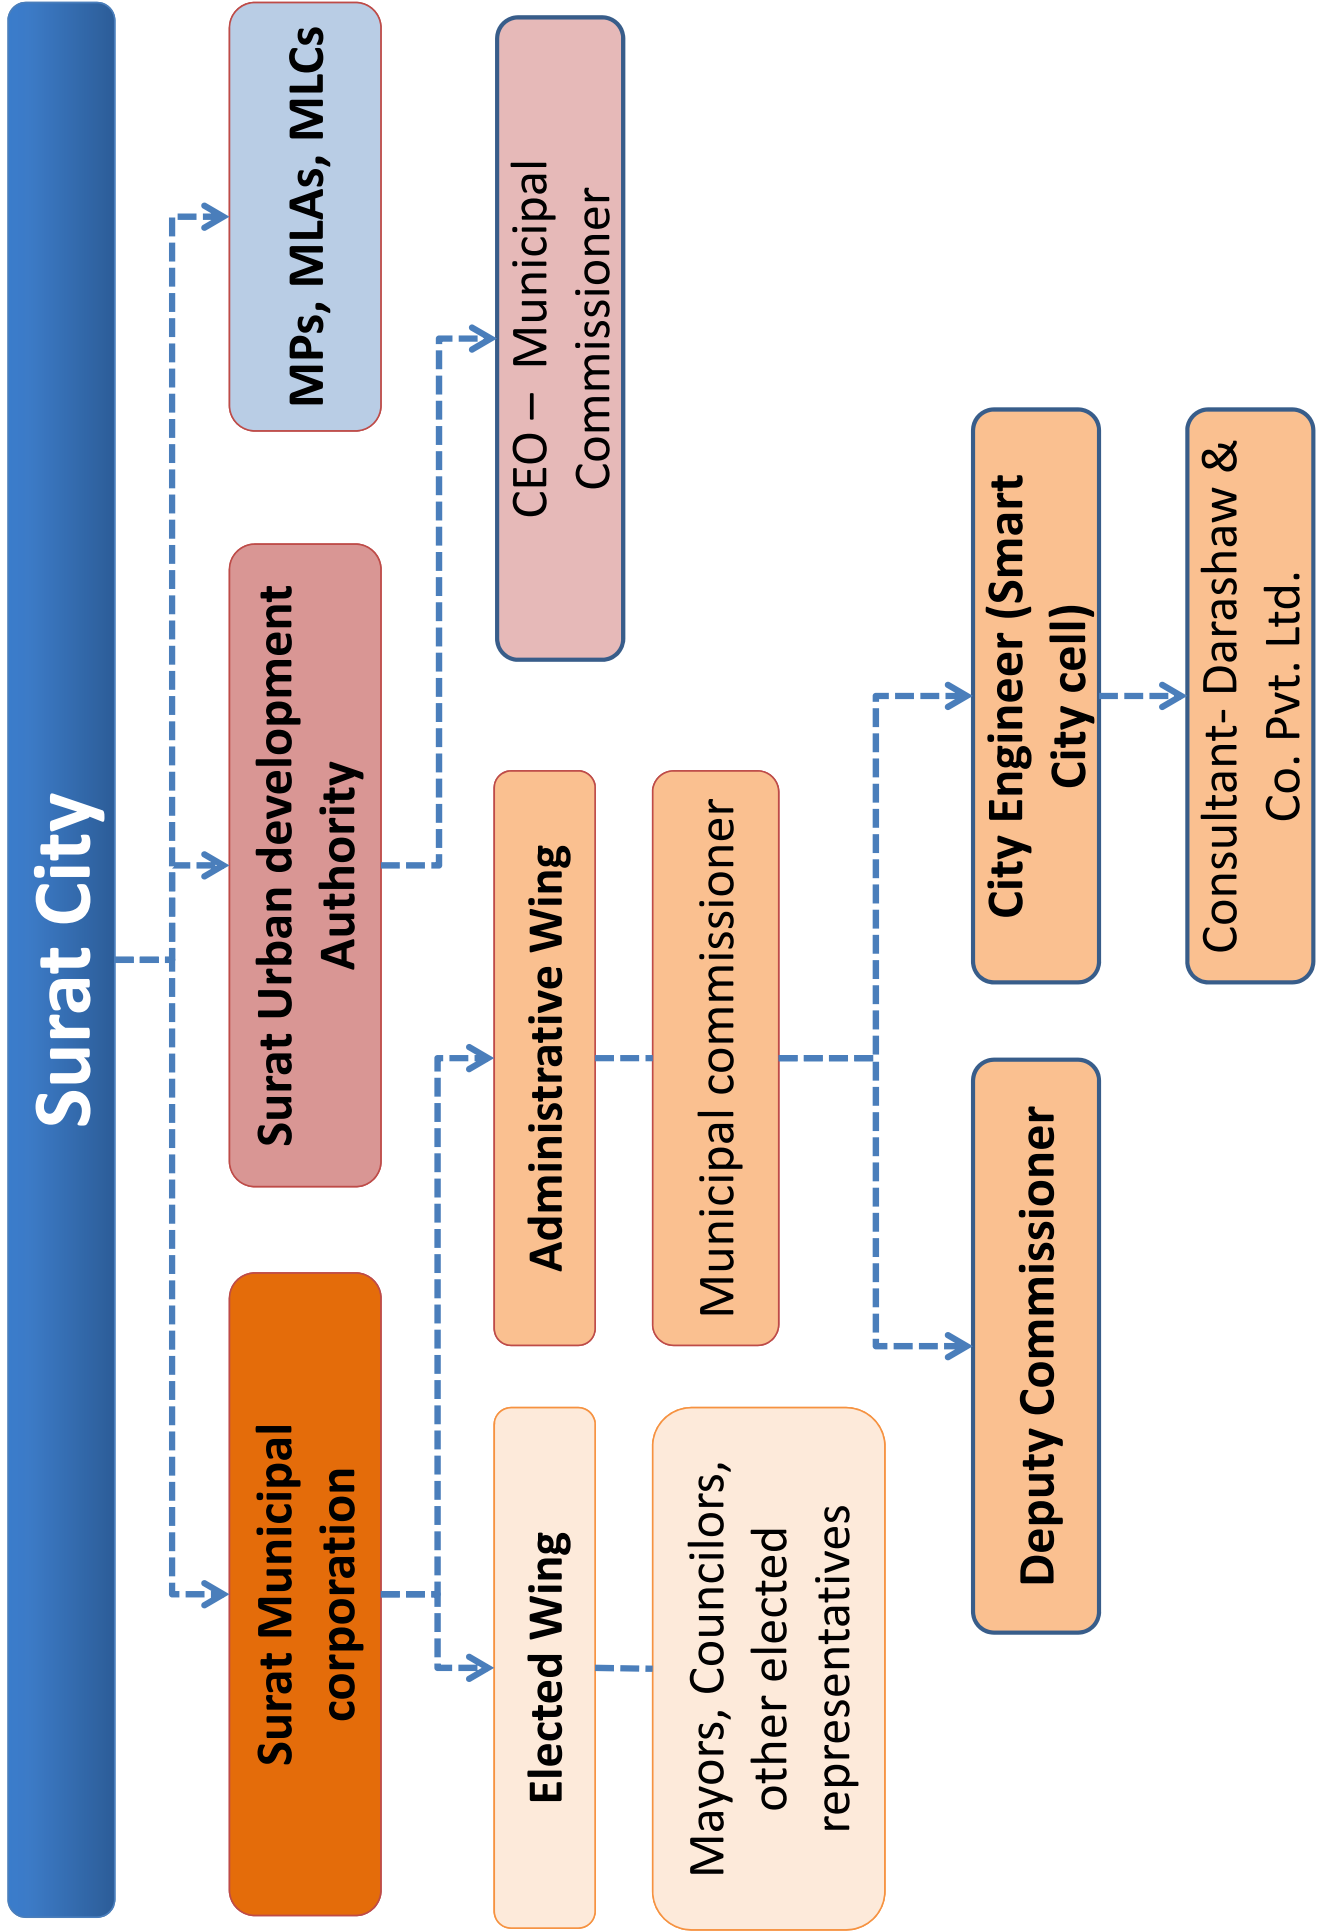 Surat City
Surat Municipal
corporation
Surat Urban development
Authority
MPs, MLAs, MLCs
Elected Wing
Administrative Wing
CEO – Municipal
Commissioner
Mayors, Councilors,
other elected
representatives
Municipal commissioner
Deputy Commissioner
City Engineer (Smart
City cell)
Consultant- Darashaw &
Co. Pvt. Ltd.